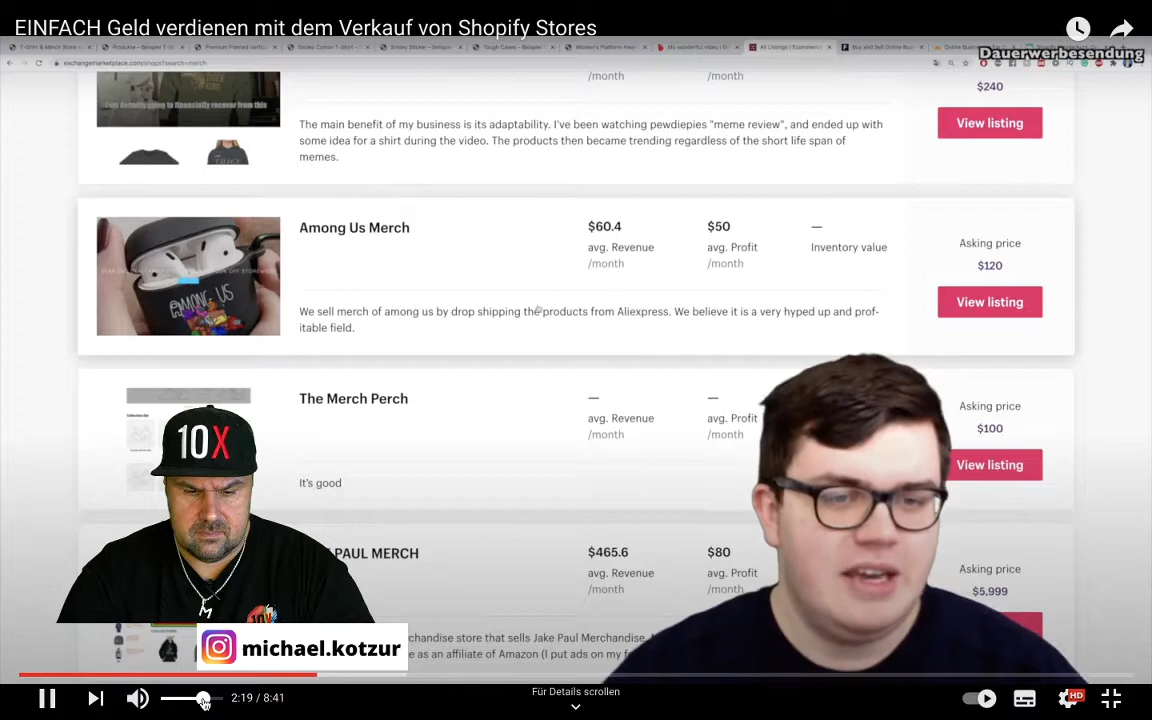 EINFACH Geld verdienen mit dem Verkauf von Shopify Stores
Dauerwerbesendung
exchangemarketplace.com/shops?search=merch
/month
/month
$240
View listing
The main benefit of my business is its adaptability. I've been watching pewdiepies "meme review", and ended up with
some idea for a shirt during the video. The products then became trending regardless of the short life span of
memes.
Among Us Merch
$60.4
avg. Revenue
/month
$50
avg. Profit
/month
—
Inventory value
Asking price
$120
View listing
AMONG US
We sell merch of among us by drop shipping the products from Aliexpress. We believe it is a very hyped up and prof-
itable field.
The Merch Perch
—
avg. Revenue
/month
—
avg. Profit
/month
Asking price
$100
View listing
It's good
10X
PAUL MERCH
$465.6
avg. Revenue
/month
$80
avg. Profit
/month
Asking price
$5,999
chandise store that sells Jake Paul Merchandise.
as an affiliate of Amazon (I put ads on my
michael.kotzur
2:19 / 8:41
Für Details scrollen
HD